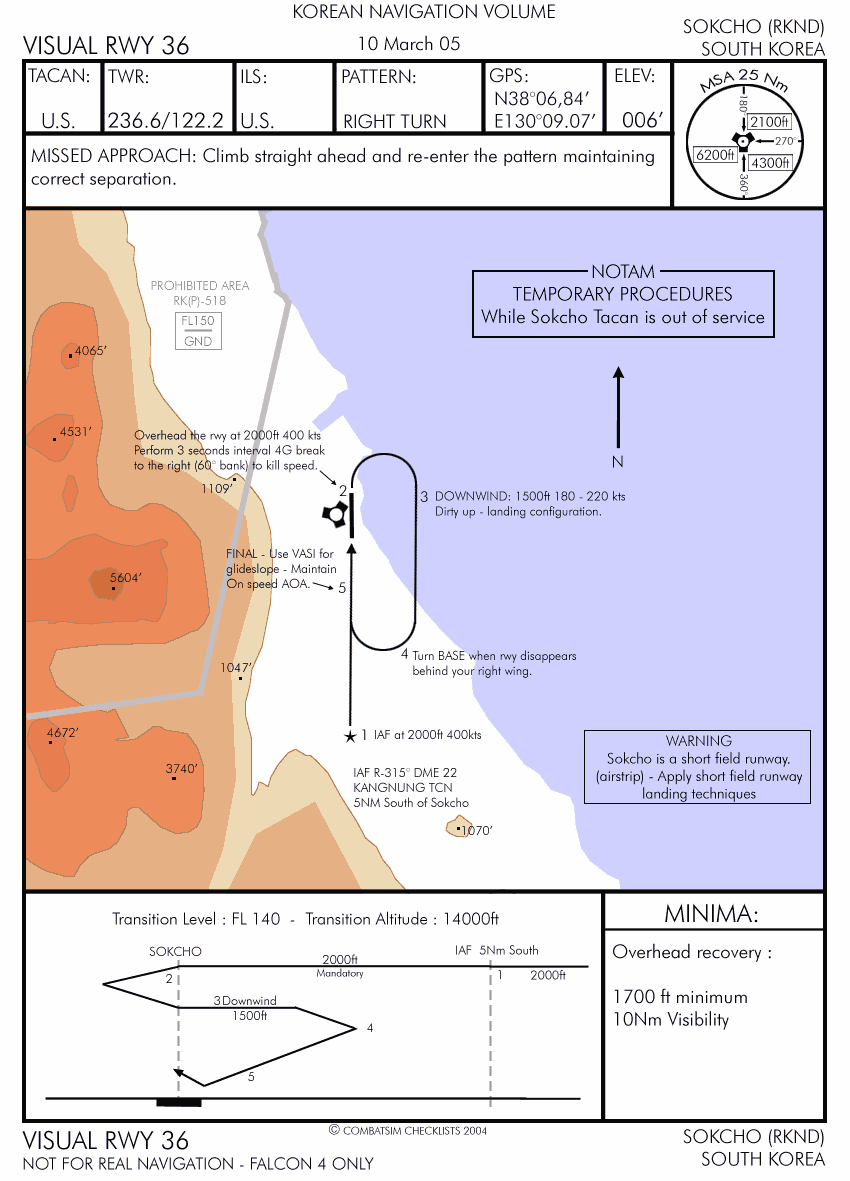 KOREAN NAVIGATION VOLUME
VISUAL RWY 36
10 March 05
SOKCHO (RKND)
SOUTH KOREA
TACAN:
U.S.
TWR:
236.6/122.2
ILS:
U.S.
PATTERN:
RIGHT TURN
GPS:
N38°06,84’
E130°09.07’
ELEV:
006’
MSA 25 Nm
180°
2100ft
270°
6200ft
4300ft
360°
MISSED APPROACH: Climb straight ahead and re-enter the pattern maintaining
correct separation.
NOTAM
TEMPORARY PROCEDURES
While Sokcho Tacan is out of service
PROHIBITED AREA
RK(P)-518
FL150
GND
4065’
4531’
N
Overhead the rwy at 2000ft 400 kts
Perform 3 seconds interval 4G break
to the right (60° bank) to kill speed.
1109’
2
3 DOWNWIND: 1500ft 180 - 220 kts
Dirty up - landing configuration.
FINAL - Use VASI for
glideslope - Maintain
On speed AOA.
5
5604’
4 Turn BASE when rwy disappears
behind your right wing.
1047’
4672’
1 IAF at 2000ft 400kts
3740’
IAF R-315° DME 22
KANGNUNG TCN
5NM South of Sokcho
1070’
WARNING
Sokcho is a short field runway.
(airstrip) - Apply short field runway
landing techniques
Transition Level : FL 140 - Transition Altitude : 14000ft
SOKCHO
IAF 5Nm South
2000ft
Mandatory
2
1
2000ft
3 Downwind
1500ft
4
5
MINIMA:
Overhead recovery :
1700 ft minimum
10Nm Visibility
© COMBATSIM CHECKLISTS 2004
VISUAL RWY 36
NOT FOR REAL NAVIGATION - FALCON 4 ONLY
SOKCHO (RKND)
SOUTH KOREA